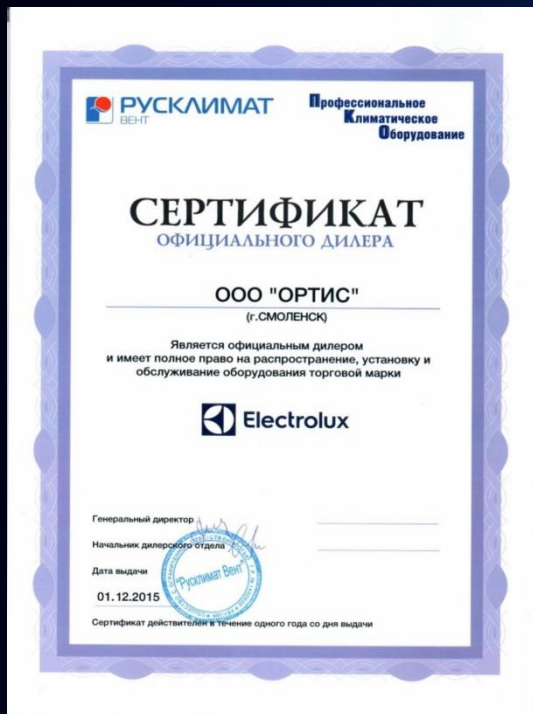 РУСКЛИМАТ
ВЕНТ
Профессиональное
Климатическое
Оборудование
СЕРТИФИКАТ
ОФИЦИАЛЬНОГО ДИЛЕРА
ООО "ОРТИС"
(г.СМОЛЕНСК)
Является официальным дилером
и имеет полное право на распространение, установку и
обслуживание оборудования торговой марки
Electrolux
Генеральный директор
Начальник дилерского отдела
"Русклимат Вент"
Дата выдачи
01.12.2015
Сертификат действителен в течение одного года со дня выдачи